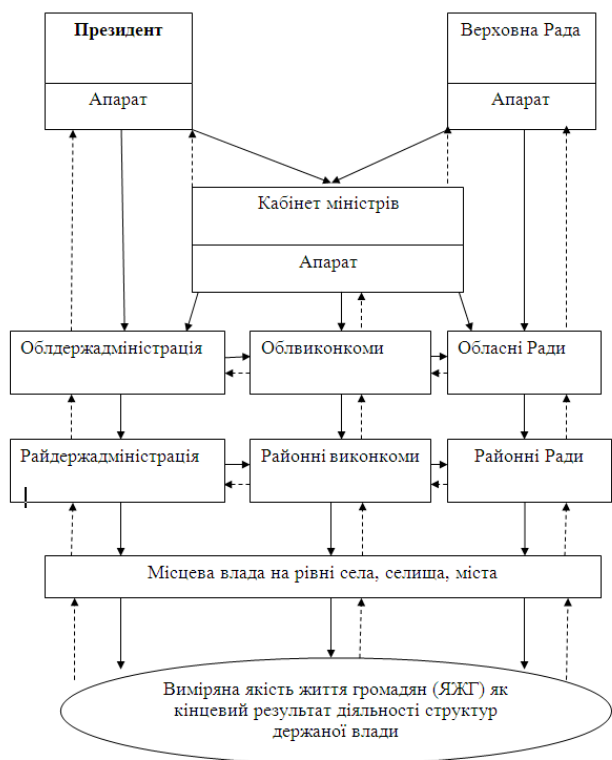 Президент
Верховна Рада
Апарат
Апарат
Кабінет міністрів
Апарат
Облдержадміністрація
Облвиконкоми
Обласні Ради
Райдержадміністрація
Районні виконкоми
Районні Ради
Місцева влада на рівні села, селища, міста
Виміряна якість життя громадян (ЯЖГ) як
кінцевий результат діяльності структур
держаної влади